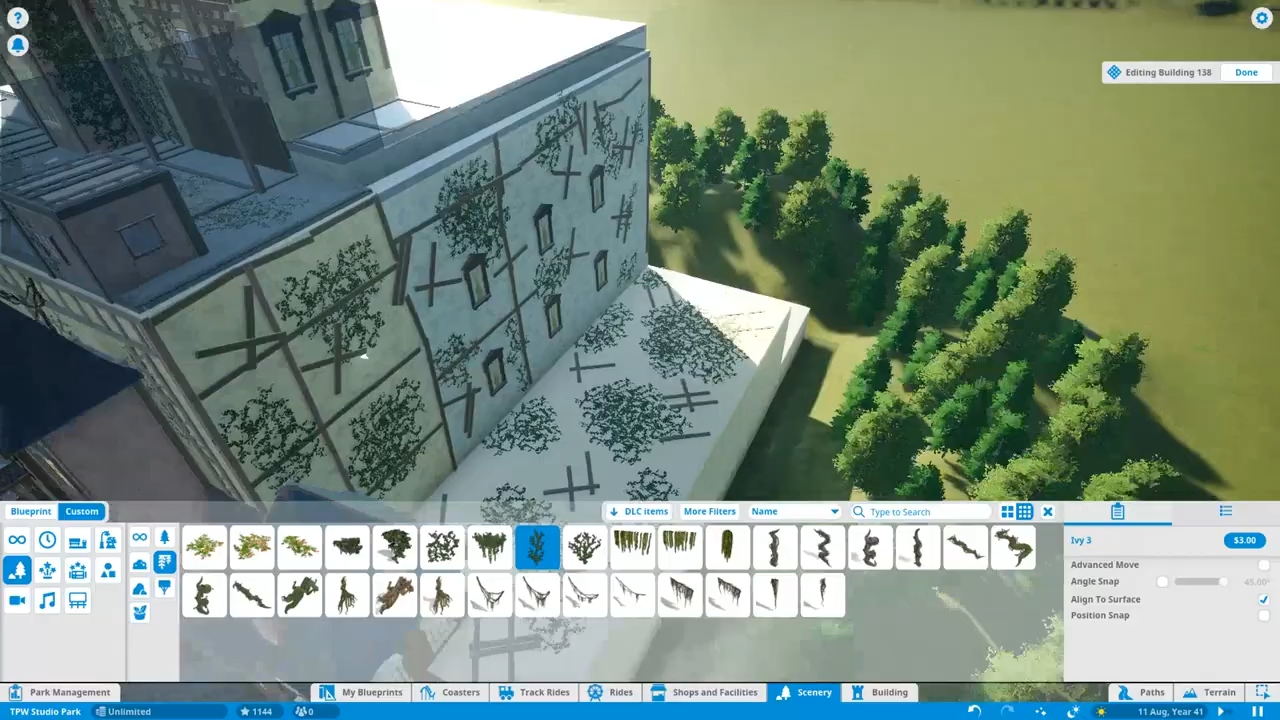 ?
Editing Building 138 Done
Blueprint Custom DLC items More Filters Name Type to Search
Ivy 3 $3.00
Advanced Move
Angle Snap 45.00°
Align To Surface
Position Snap
Park Management My Blueprints Coasters Track Rides Rides Shops and Facilities Scenery Building Paths Terrain
TPW Studio Park Unlimited 1144 0 11 Aug, Year 41